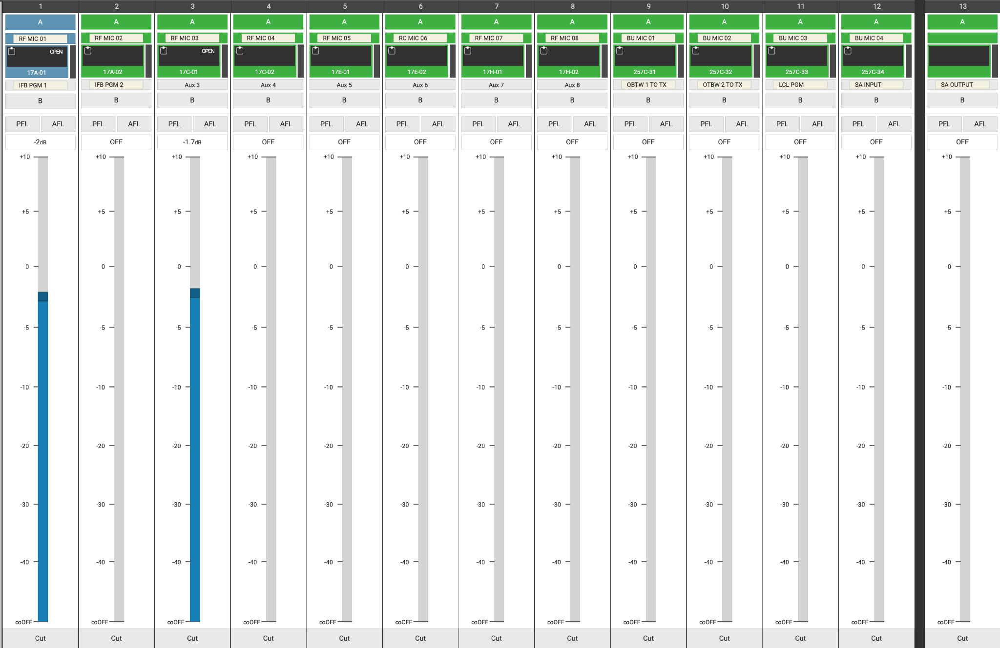 1 2 3 4 5 6 7 8 9 10 11 12 13
A A A A A A A A A A A A A
RF MIC 01 RF MIC 02 RF MIC 03 RF MIC 04 RF MIC 05 RC MIC 06 RF MIC 07 RF MIC 08 BU MIC 01 BU MIC 02 BU MIC 03 BU MIC 04
OPEN OPEN
17A-01 17A-02 17C-01 17C-02 17E-01 17E-02 17H-01 17H-02 257C-31 257C-32 257C-33 257C-34
IFB PGM 1 IFB PGM 2 Aux 3 Aux 4 Aux 5 Aux 6 Aux 7 Aux 8 OBTW 1 TO TX OTBW 2 TO TX LCL PGM SA INPUT SA OUTPUT
B B B B B B B B B B B B B
PFL AFL PFL AFL PFL AFL PFL AFL PFL AFL PFL AFL PFL AFL PFL AFL PFL AFL PFL AFL PFL AFL PFL AFL PFL AFL
-2dB OFF -1.7dB OFF OFF OFF OFF OFF OFF OFF OFF OFF OFF
+10 +10 +10 +10 +10 +10 +10 +10 +10 +10 +10 +10 +10
+5 +5 +5 +5 +5 +5 +5 +5 +5 +5 +5 +5 +5
0 0 0 0 0 0 0 0 0 0 0 0 0
-5 -5 -5 -5 -5 -5 -5 -5 -5 -5 -5 -5 -5
-10 -10 -10 -10 -10 -10 -10 -10 -10 -10 -10 -10 -10
-20 -20 -20 -20 -20 -20 -20 -20 -20 -20 -20 -20 -20
-30 -30 -30 -30 -30 -30 -30 -30 -30 -30 -30 -30 -30
-40 -40 -40 -40 -40 -40 -40 -40 -40 -40 -40 -40 -40
∞OFF ∞OFF ∞OFF ∞OFF ∞OFF ∞OFF ∞OFF ∞OFF ∞OFF ∞OFF ∞OFF ∞OFF ∞OFF
Cut Cut Cut Cut Cut Cut Cut Cut Cut Cut Cut Cut Cut